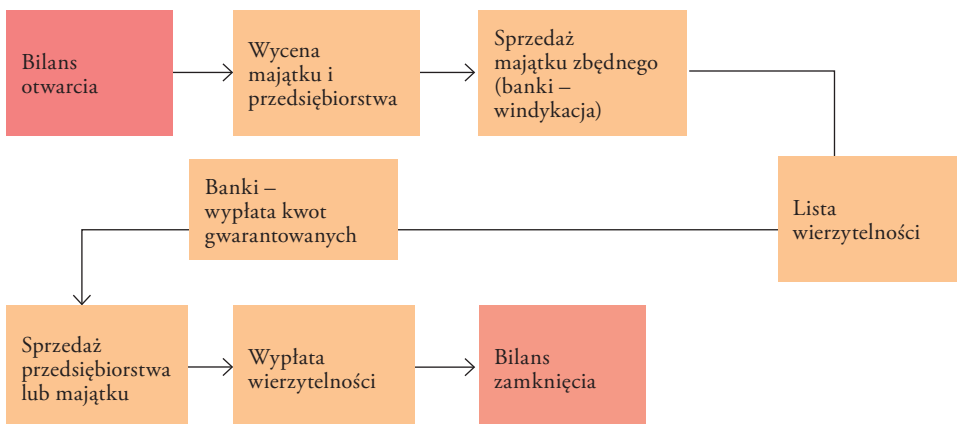 Bilans
otwarcia
Wycena
majątku i
przedsiębiorstwa
Sprzedaż
majątku zbędnego
(banki –
windykacja)
Lista
wierzytelności
Banki –
wypłata kwot
gwarantowanych
Sprzedaż
przedsiębiorstwa
lub majątku
Wypłata
wierzytelności
Bilans
zamknięcia